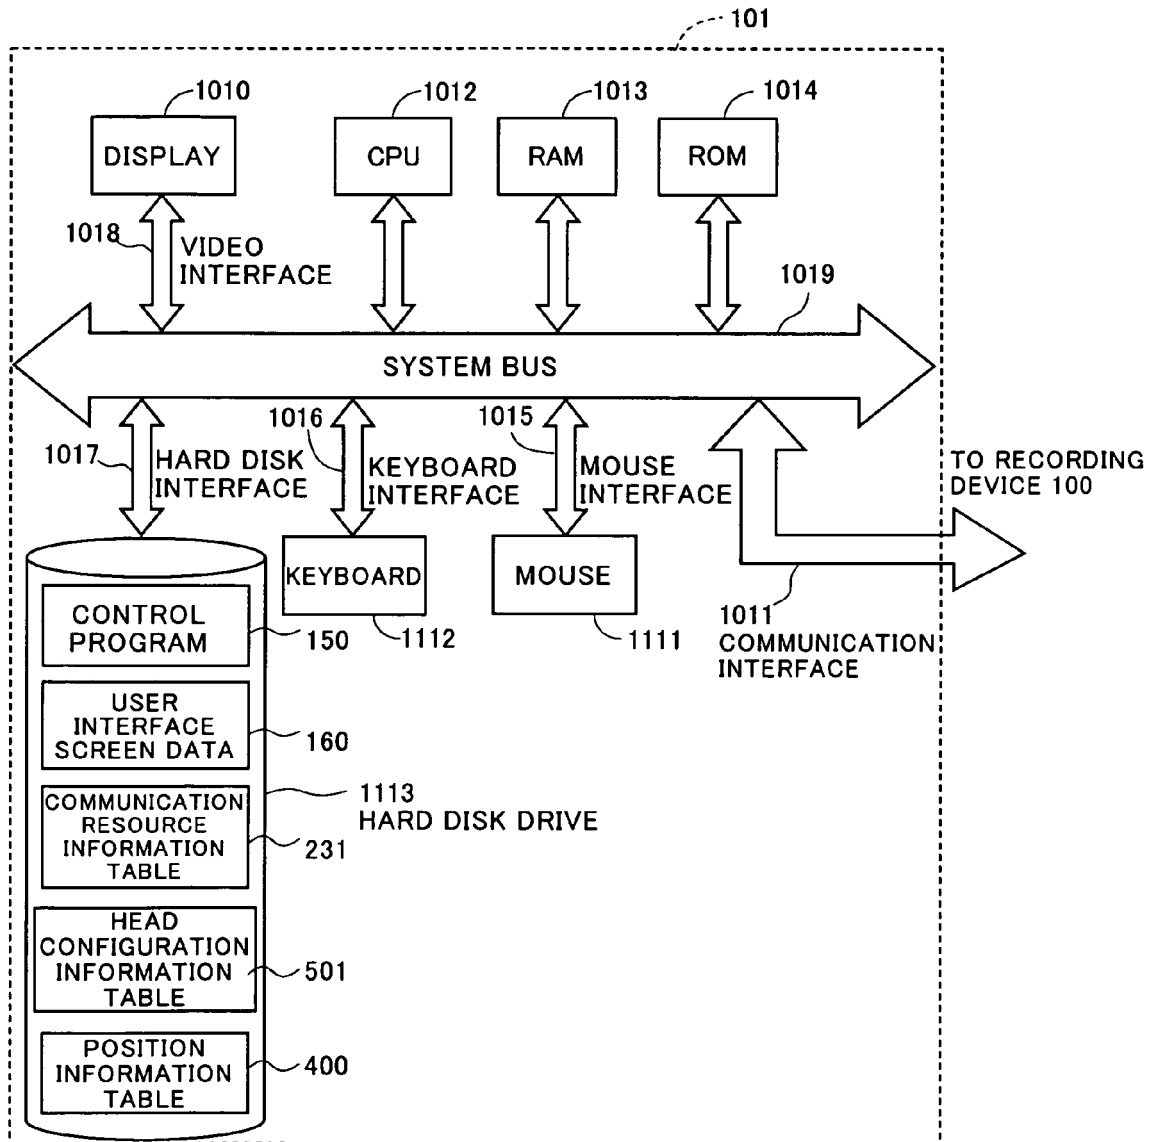 101
1010
1012
1013
1014
DISPLAY
CPU
RAM
ROM
1018
VIDEO
INTERFACE
1019
SYSTEM BUS
1017
HARD DISK
INTERFACE
1016
KEYBOARD
INTERFACE
1015
MOUSE
INTERFACE
TO RECORDING
DEVICE 100
KEYBOARD
MOUSE
1112
1111
1011
COMMUNICATION
INTERFACE
CONTROL
PROGRAM
150
USER
INTERFACE
SCREEN DATA
160
1113
HARD DISK DRIVE
COMMUNICATION
RESOURCE
INFORMATION
TABLE
231
HEAD
CONFIGURATION
INFORMATION
TABLE
501
POSITION
INFORMATION
TABLE
400